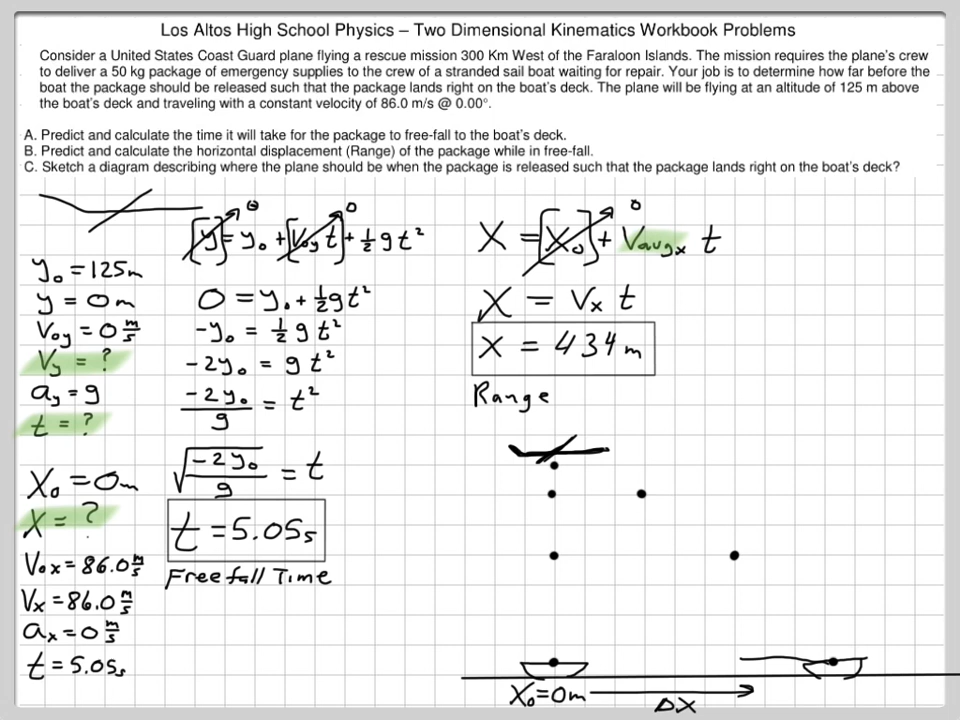 Los Altos High School Physics – Two Dimensional Kinematics Workbook Problems
Consider a United States Coast Guard plane flying a rescue mission 300 Km West of the Faraloon Islands. The mission requires the plane's crew
to deliver a 50 kg package of emergency supplies to the crew of a stranded sail boat waiting for repair. Your job is to determine how far before the
boat the package should be released such that the package lands right on the boat's deck. The plane will be flying at an altitude of 125 m above
the boat's deck and traveling with a constant velocity of 86.0 m/s @ 0.00°.
A. Predict and calculate the time it will take for the package to free-fall to the boat's deck.
B. Predict and calculate the horizontal displacement (Range) of the package while in free-fall.
C. Sketch a diagram describing where the plane should be when the package is released such that the package lands right on the boat's deck?
y₀ = 125m
y = 0m
V₀y = 0 m/s
Vy = ?
ay = g
t = ?
X₀ = 0m
X = ?
V₀x = 86.0 m/s
Vx = 86.0 m/s
ax = 0 m/s
t = 5.05s
[y] 0 = y₀ + [V₀y t] 0 + ½ g t²
0 = y₀ + ½ g t²
-y₀ = ½ g t²
-2y₀ = g t²
-2y₀/g = t²
√(-2y₀/g) = t
t = 5.05s
Free fall Time
X = [X₀] 0 + Vavgx t
X = Vx t
X = 434m
Range
X₀=0m
ΔX